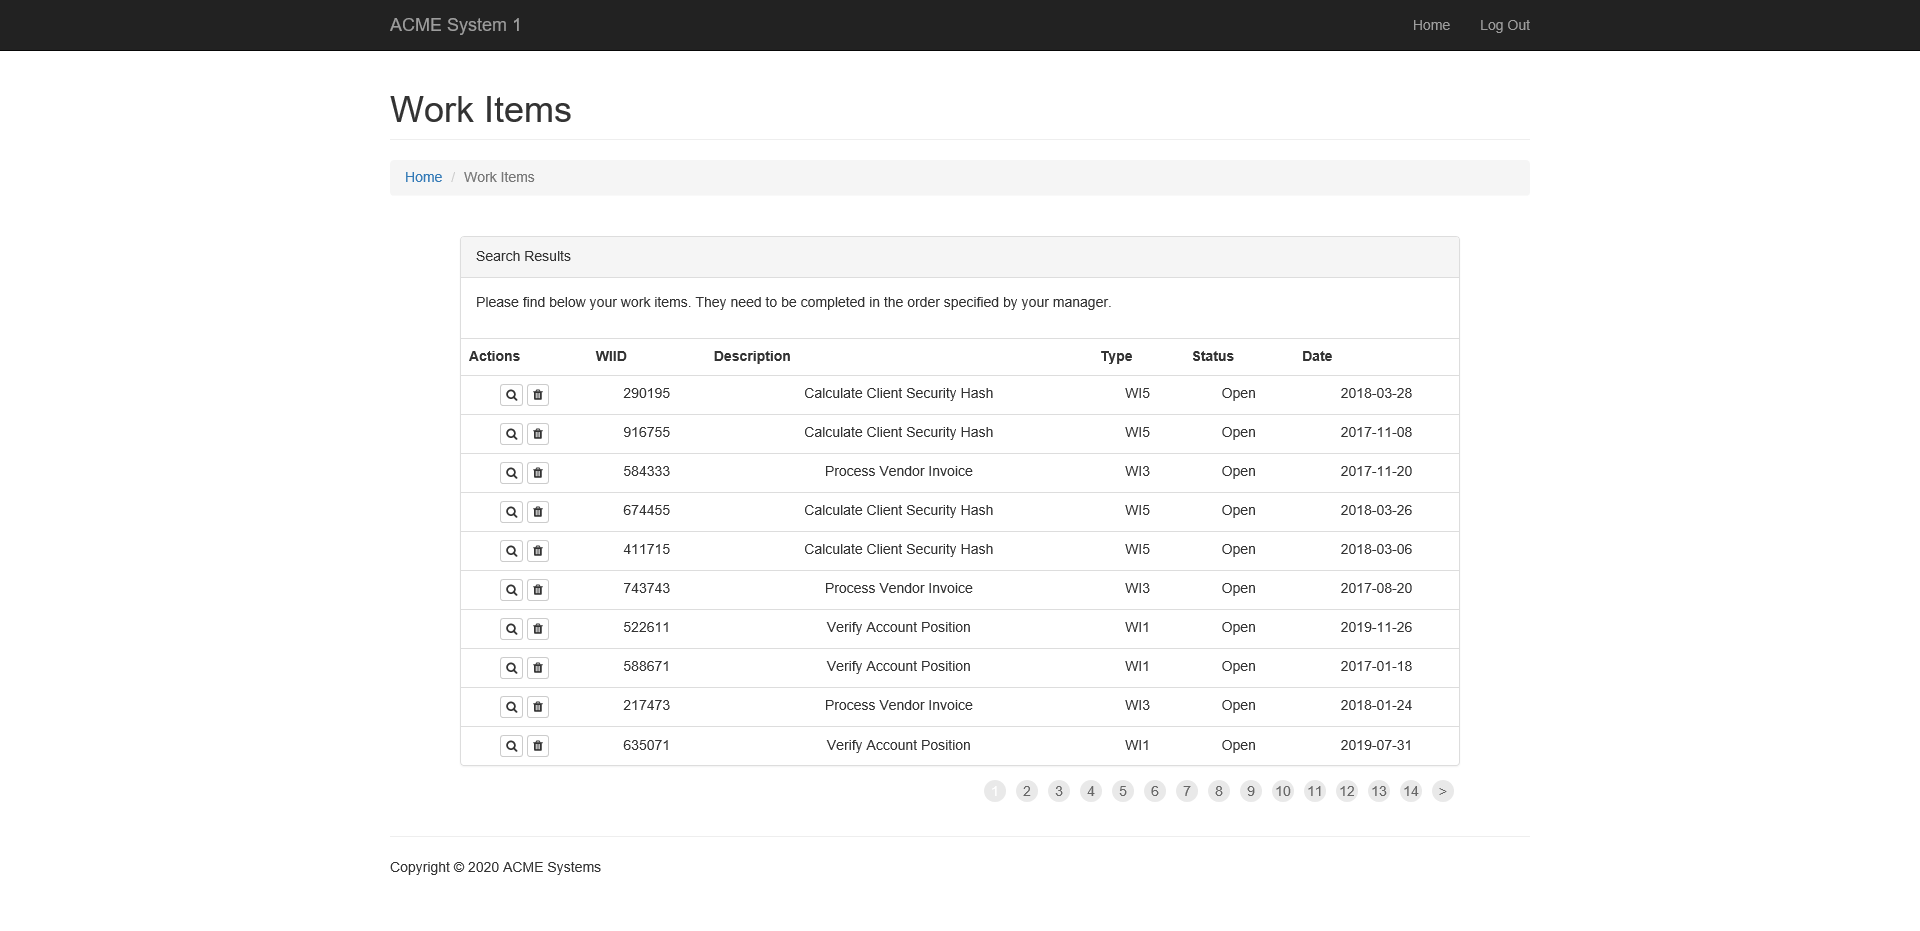 ACME System 1 Home Log Out
Work Items
Home / Work Items
Search Results
Please find below your work items. They need to be completed in the order specified by your manager.
Actions WIID Description Type Status Date
290195 Calculate Client Security Hash WI5 Open 2018-03-28
916755 Calculate Client Security Hash WI5 Open 2017-11-08
584333 Process Vendor Invoice WI3 Open 2017-11-20
674455 Calculate Client Security Hash WI5 Open 2018-03-26
411715 Calculate Client Security Hash WI5 Open 2018-03-06
743743 Process Vendor Invoice WI3 Open 2017-08-20
522611 Verify Account Position WI1 Open 2019-11-26
588671 Verify Account Position WI1 Open 2017-01-18
217473 Process Vendor Invoice WI3 Open 2018-01-24
635071 Verify Account Position WI1 Open 2019-07-31
1 2 3 4 5 6 7 8 9 10 11 12 13 14 >
Copyright © 2020 ACME Systems